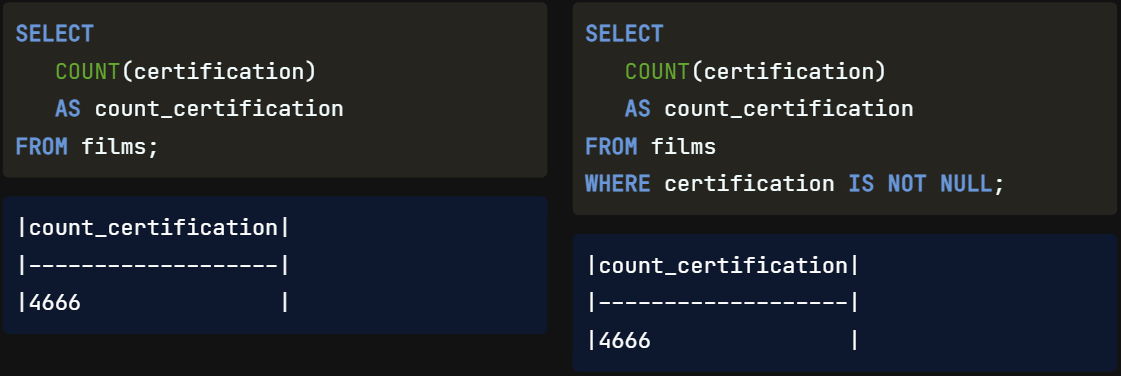 SELECT
COUNT(certification)
AS count_certification
FROM films;
|count_certification|
|-------------------|
|4666               |
SELECT
COUNT(certification)
AS count_certification
FROM films
WHERE certification IS NOT NULL;
|count_certification|
|-------------------|
|4666               |